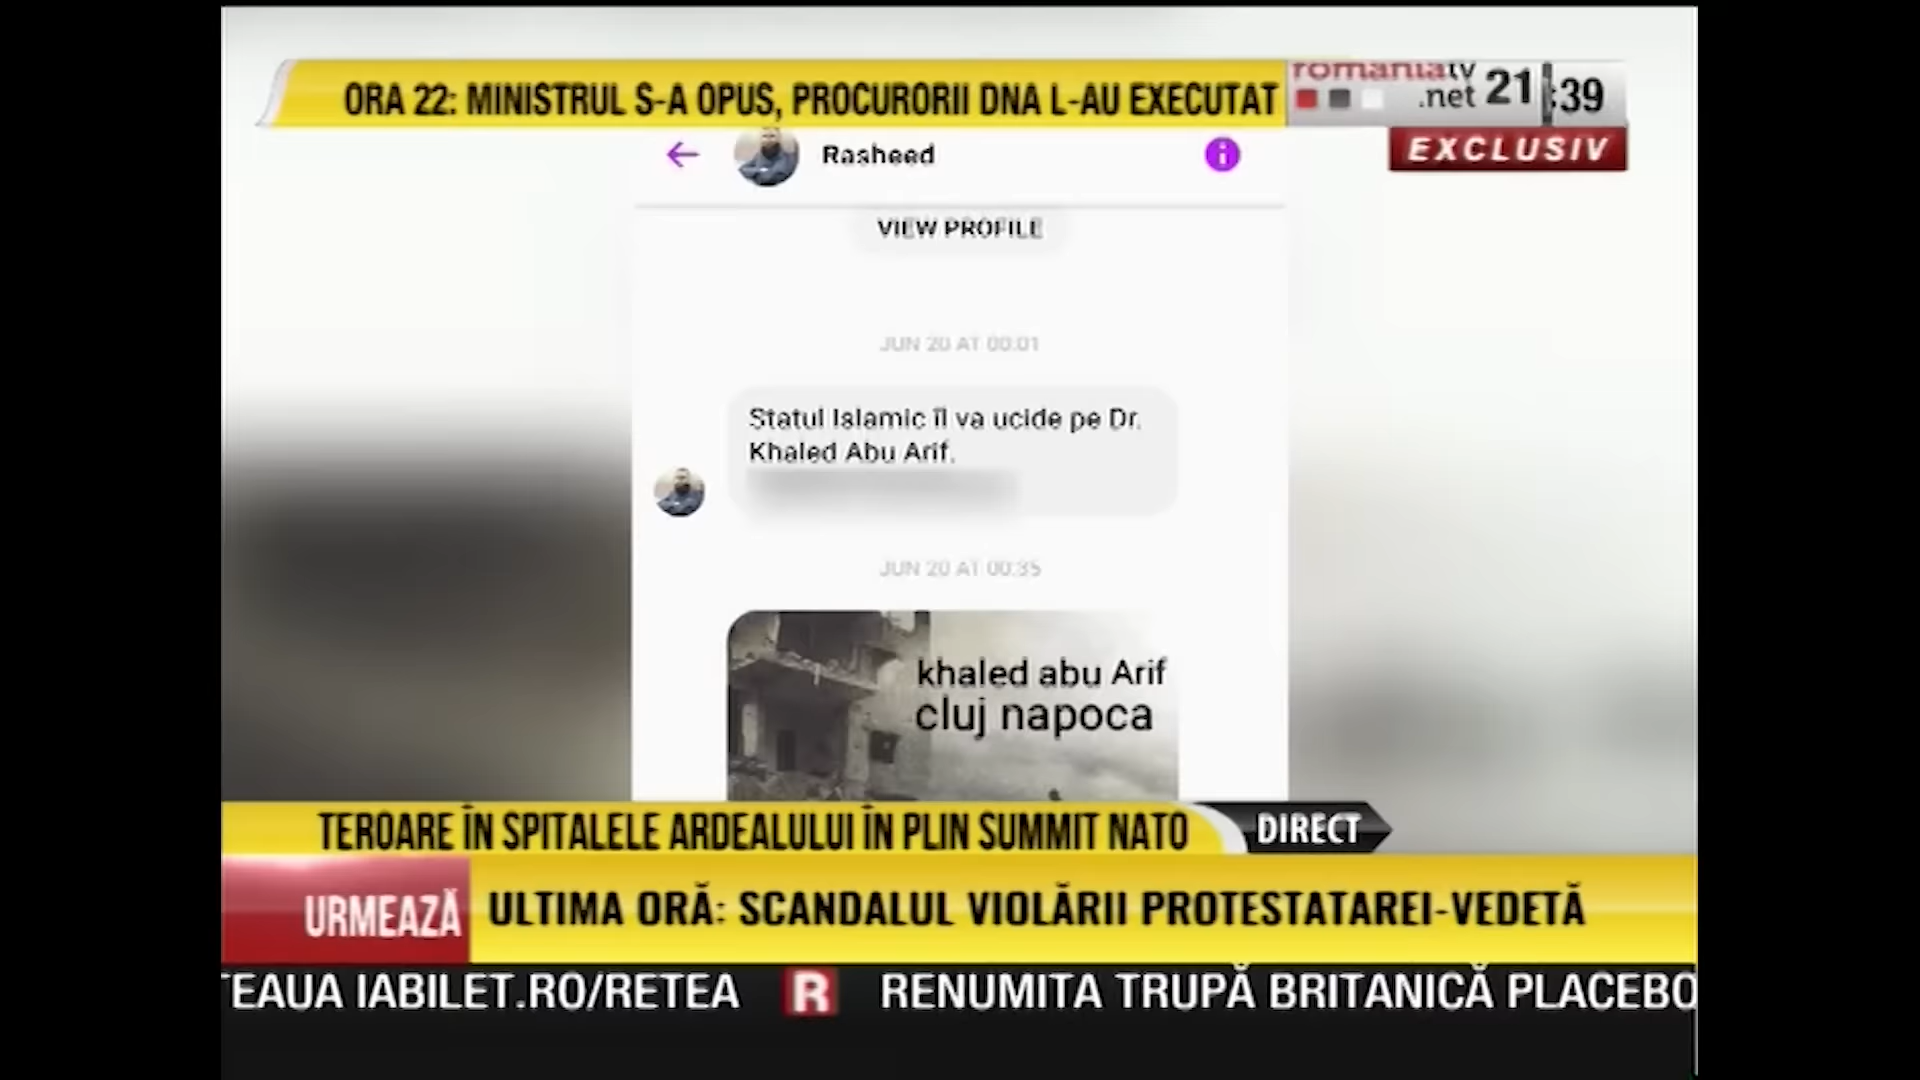 ORA 22: MINISTRUL S-A OPUS, PROCURORII DNA L-AU EXECUTAT
romaniatv
.net
21:39
EXCLUSIV
Rasheed
VIEW PROFILE
JUN 20 AT 00:01
Statul Islamic îl va ucide pe Dr.
Khaled Abu Arif.
JUN 20 AT 00:35
khaled abu Arif
cluj napoca
TEROARE ÎN SPITALELE ARDEALULUI ÎN PLIN SUMMIT NATO
DIRECT
URMEAZĂ
ULTIMA ORĂ: SCANDALUL VIOLĂRII PROTESTATAREI-VEDETĂ
TEAUA IABILET.RO/RETEA R RENUMITA TRUPĂ BRITANICĂ PLACEBO